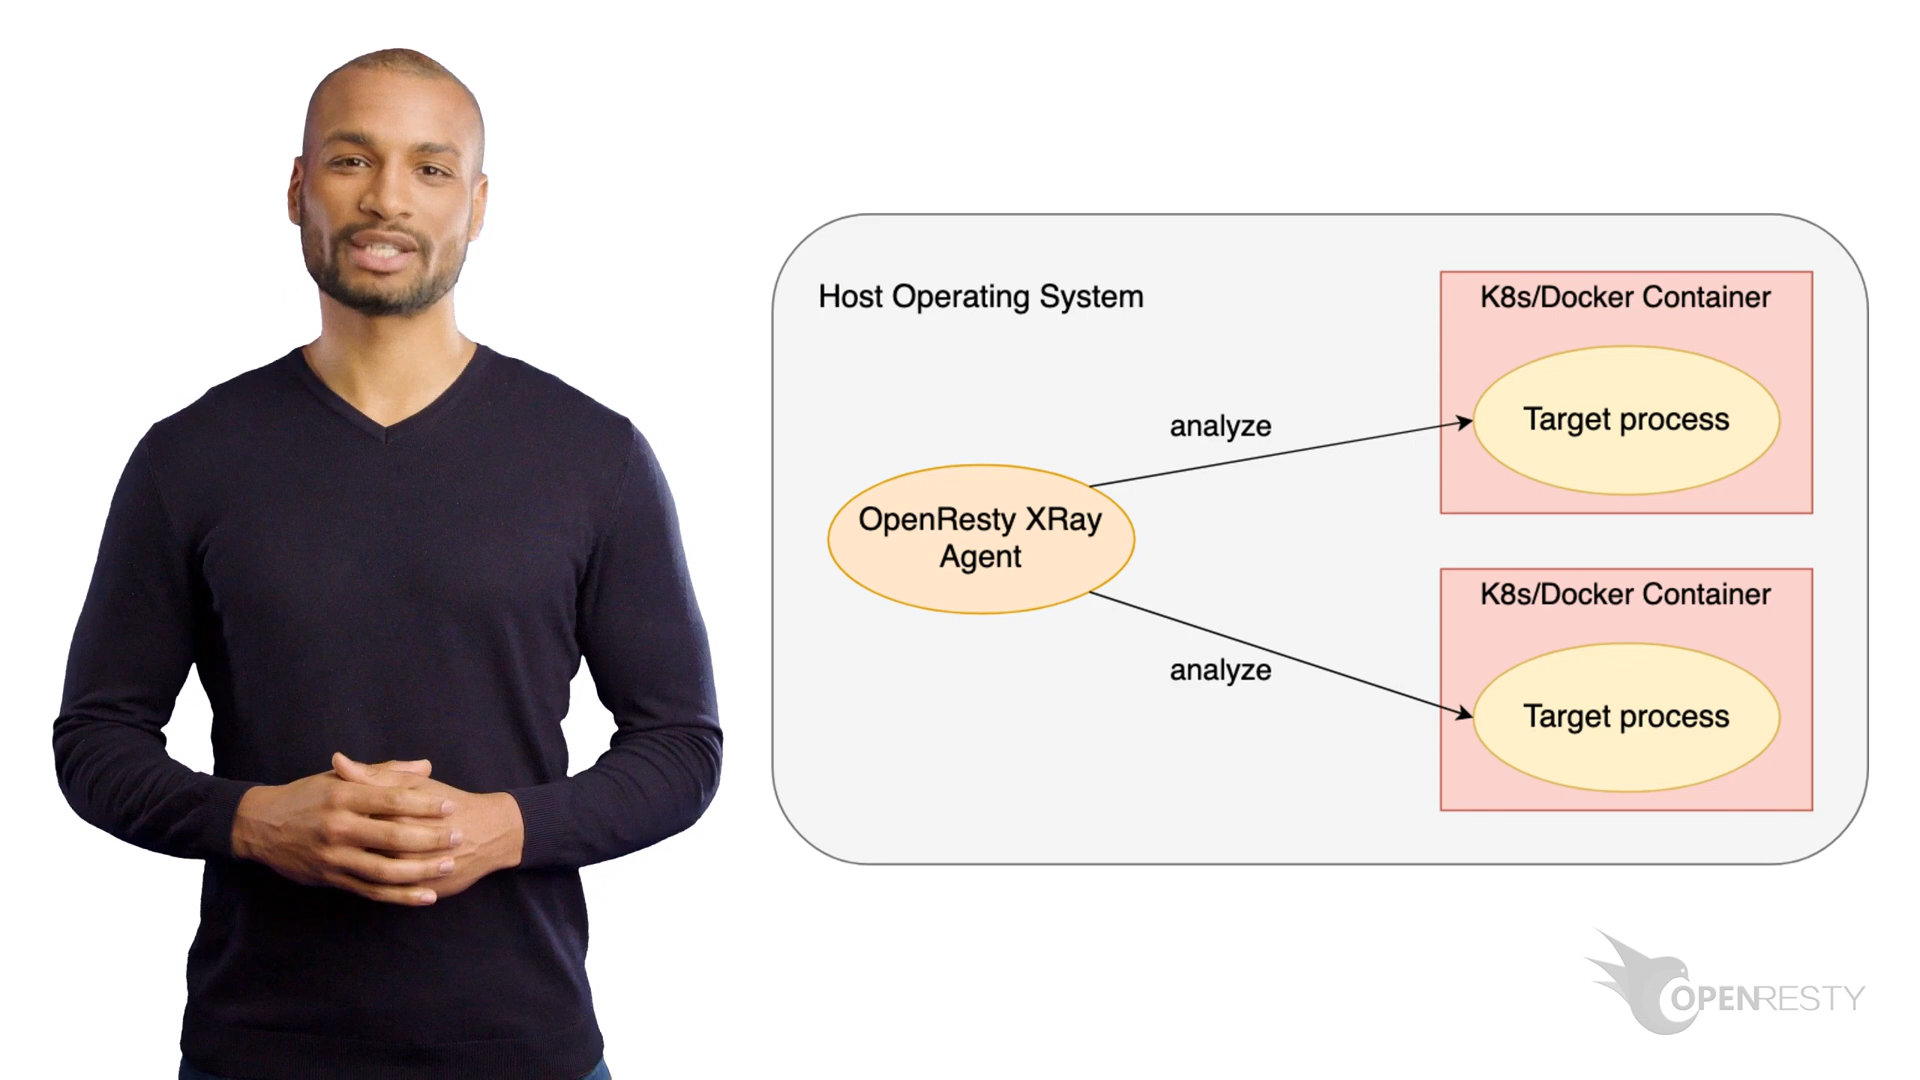 Host Operating System
K8s/Docker Container
Target process
analyze
OpenResty XRay
Agent
analyze
K8s/Docker Container
Target process
OPENRESTY